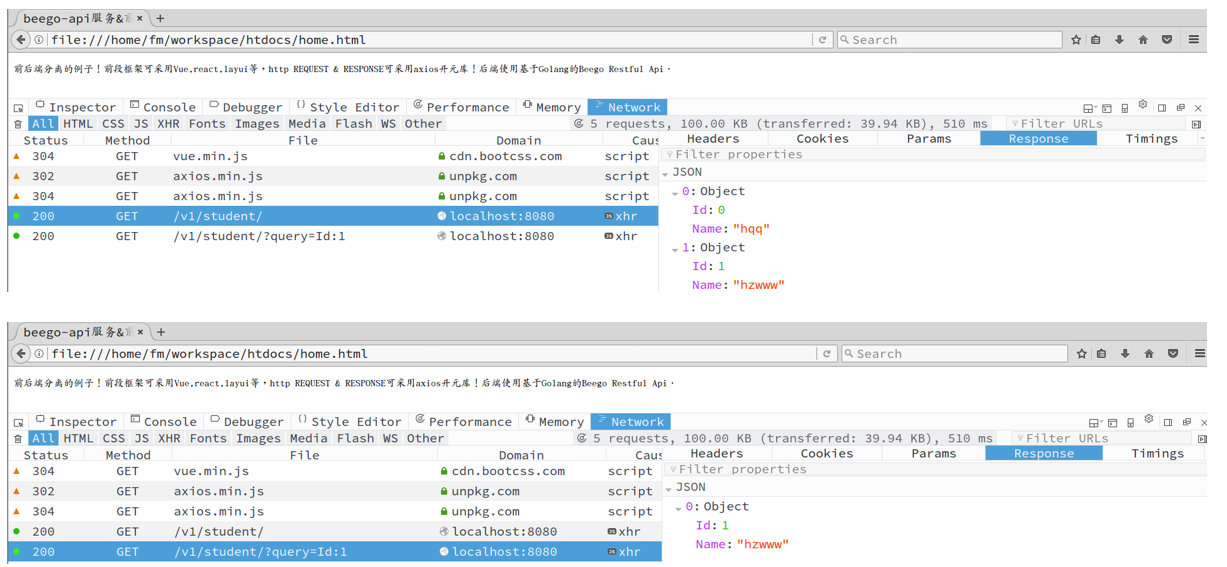 beego-api服务&前 × +
file:///home/fm/workspace/htdocs/home.html Search
前后端分离的例子！前段框架可采用Vue,react,layui等，http REQUEST & RESPONSE可采用axios开元库！后端使用基于Golang的Beego Restful Api.
Inspector Console Debugger Style Editor Performance Memory Network
All HTML CSS JS XHR Fonts Images Media Flash WS Other 5 requests, 100.00 KB (transferred: 39.94 KB), 510 ms Filter URLs
Status Method File Domain Caus Headers Cookies Params Response Timings
304 GET vue.min.js cdn.bootcss.com script Filter properties
302 GET axios.min.js unpkg.com script JSON
304 GET axios.min.js unpkg.com script 0: Object
200 GET /v1/student/ localhost:8080 JS xhr Id: 0
200 GET /v1/student/?query=Id:1 localhost:8080 JS xhr Name: "hqq"
1: Object
Id: 1
Name: "hzwww"
beego-api服务&前 × +
file:///home/fm/workspace/htdocs/home.html Search
前后端分离的例子！前段框架可采用Vue,react,layui等，http REQUEST & RESPONSE可采用axios开元库！后端使用基于Golang的Beego Restful Api.
Inspector Console Debugger Style Editor Performance Memory Network
All HTML CSS JS XHR Fonts Images Media Flash WS Other 5 requests, 100.00 KB (transferred: 39.94 KB), 510 ms Filter URLs
Status Method File Domain Caus Headers Cookies Params Response Timings
304 GET vue.min.js cdn.bootcss.com script Filter properties
302 GET axios.min.js unpkg.com script JSON
304 GET axios.min.js unpkg.com script 0: Object
200 GET /v1/student/ localhost:8080 JS xhr Id: 1
200 GET /v1/student/?query=Id:1 localhost:8080 JS xhr Name: "hzwww"